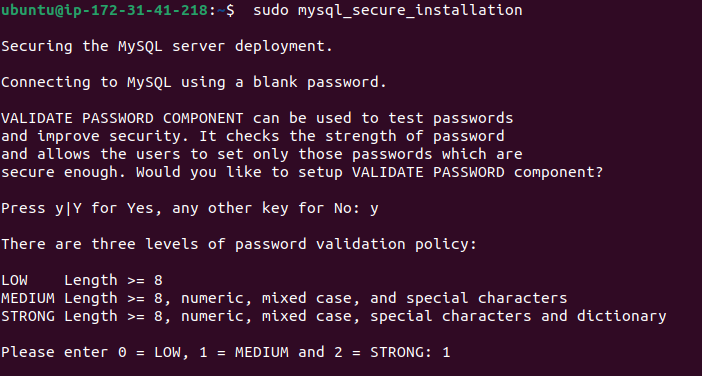 ubuntu@ip-172-31-41-218:~$  sudo mysql_secure_installation
Securing the MySQL server deployment.
Connecting to MySQL using a blank password.
VALIDATE PASSWORD COMPONENT can be used to test passwords
and improve security. It checks the strength of password
and allows the users to set only those passwords which are
secure enough. Would you like to setup VALIDATE PASSWORD component?
Press y|Y for Yes, any other key for No: y
There are three levels of password validation policy:
LOW    Length >= 8
MEDIUM Length >= 8, numeric, mixed case, and special characters
STRONG Length >= 8, numeric, mixed case, special characters and dictionary
Please enter 0 = LOW, 1 = MEDIUM and 2 = STRONG: 1